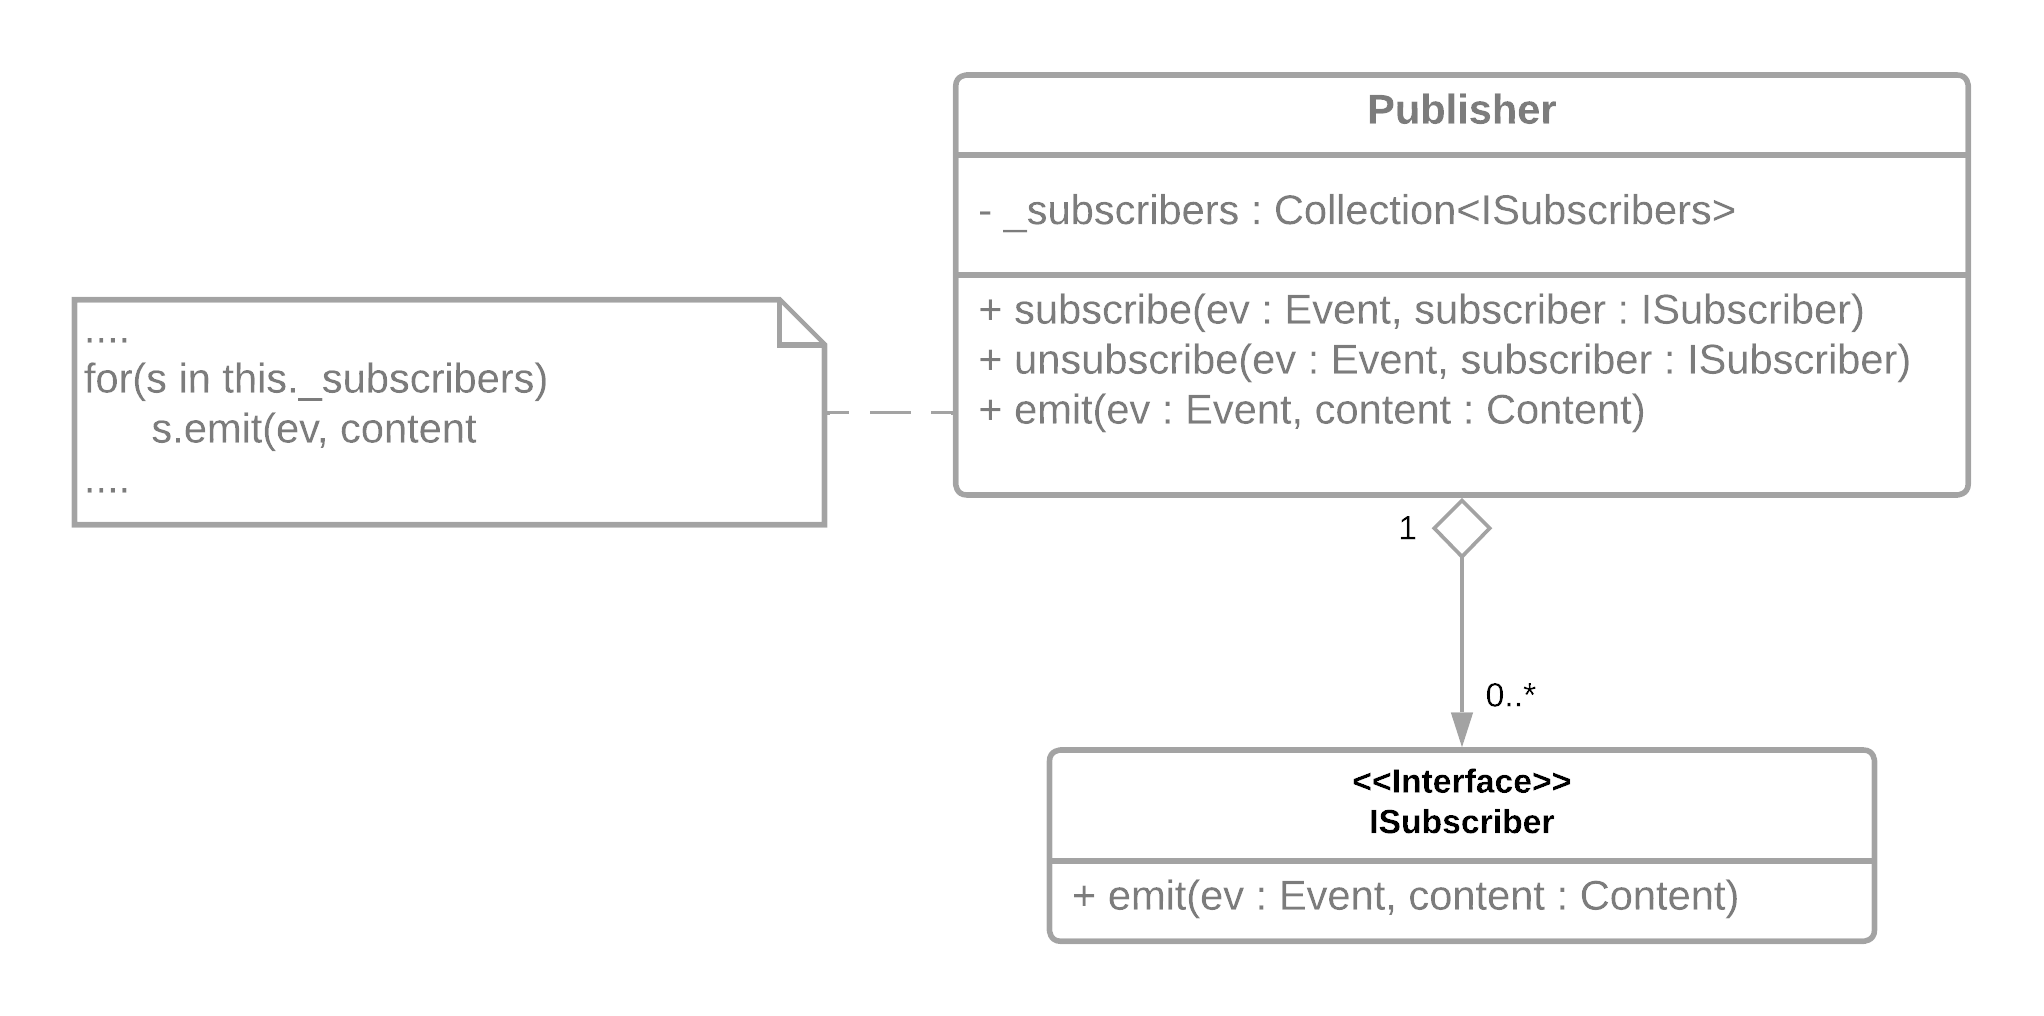 Publisher
- _subscribers : Collection<ISubscribers>
+ subscribe(ev : Event, subscriber : ISubscriber)
+ unsubscribe(ev : Event, subscriber : ISubscriber)
+ emit(ev : Event, content : Content)
....
for(s in this._subscribers)
s.emit(ev, content
....
1
0..*
<<Interface>>
ISubscriber
+ emit(ev : Event, content : Content)